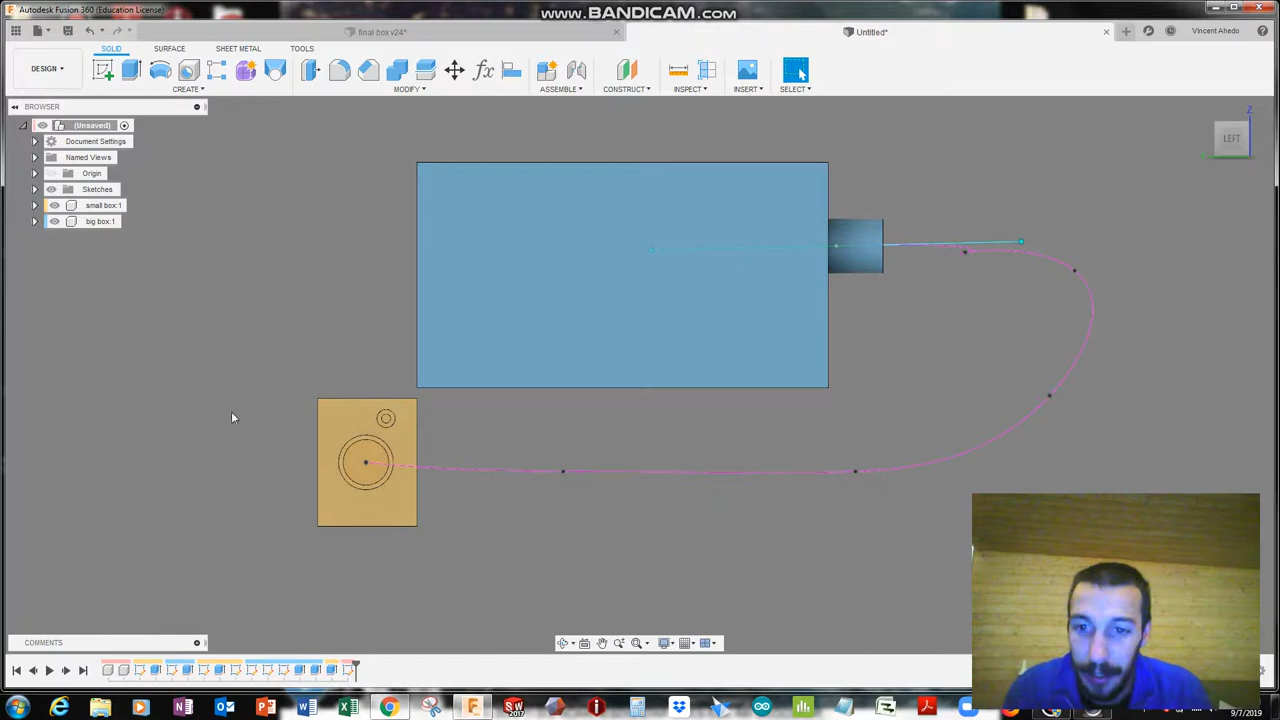 Autodesk Fusion 360 (Education License)
www.BANDICAM.com
final box v24*
Untitled*
Vincent Ahedo
SOLID
SURFACE
SHEET METAL
TOOLS
DESIGN
CREATE
MODIFY
ASSEMBLE
CONSTRUCT
INSPECT
INSERT
SELECT
BROWSER
(Unsaved)
Document Settings
Named Views
Origin
Sketches
small box:1
big box:1
Z
LEFT
COMMENTS
9/7/2019